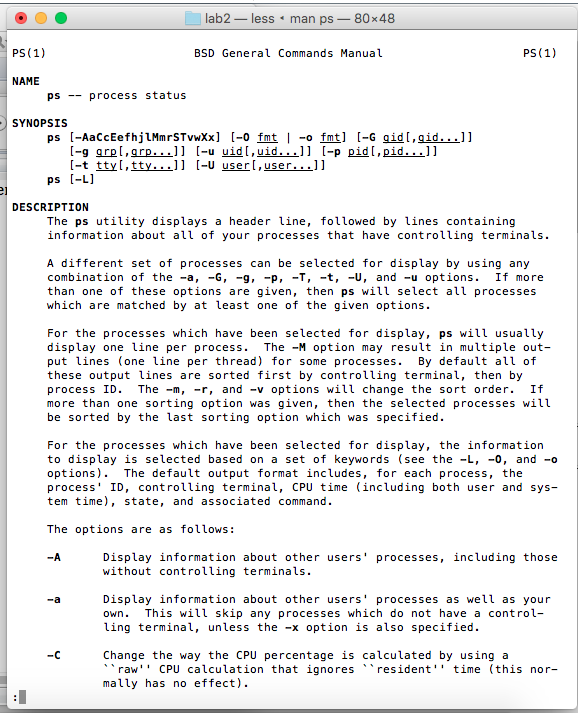 lab2 — less ◂ man ps — 80×48
PS(1) BSD General Commands Manual PS(1)
NAME
ps -- process status
SYNOPSIS
ps [-AaCcEefhjlMmrSTvwXx] [-O fmt | -o fmt] [-G gid[,gid...]]
[-g grp[,grp...]] [-u uid[,uid...]] [-p pid[,pid...]]
[-t tty[,tty...]] [-U user[,user...]]
ps [-L]
DESCRIPTION
The ps utility displays a header line, followed by lines containing
information about all of your processes that have controlling terminals.
A different set of processes can be selected for display by using any
combination of the -a, -G, -g, -p, -T, -t, -U, and -u options.  If more
than one of these options are given, then ps will select all processes
which are matched by at least one of the given options.
For the processes which have been selected for display, ps will usually
display one line per process.  The -M option may result in multiple out-
put lines (one line per thread) for some processes.  By default all of
these output lines are sorted first by controlling terminal, then by
process ID.  The -m, -r, and -v options will change the sort order.  If
more than one sorting option was given, then the selected processes will
be sorted by the last sorting option which was specified.
For the processes which have been selected for display, the information
to display is selected based on a set of keywords (see the -L, -O, and -o
options).  The default output format includes, for each process, the
process' ID, controlling terminal, CPU time (including both user and sys-
tem time), state, and associated command.
The options are as follows:
-A Display information about other users' processes, including those
without controlling terminals.
-a Display information about other users' processes as well as your
own.  This will skip any processes which do not have a control-
ling terminal, unless the -x option is also specified.
-C Change the way the CPU percentage is calculated by using a
``raw'' CPU calculation that ignores ``resident'' time (this nor-
mally has no effect).
: